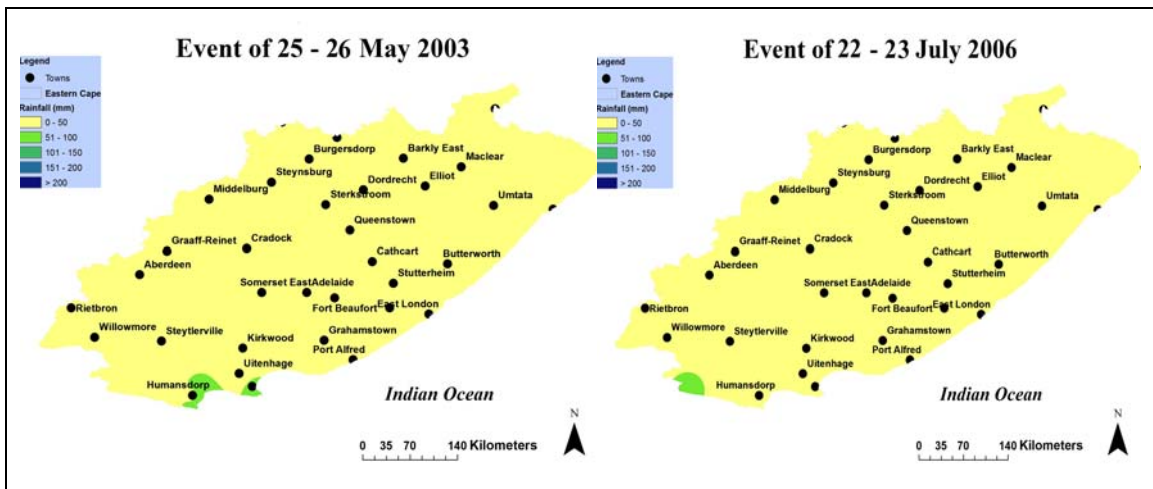 Event of 25 - 26 May 2003
Legend
Towns
Eastern Cape
Rainfall (mm)
0 - 50
51 - 100
101 - 150
151 - 200
> 200
Burgersdorp
Barkly East
Maclear
Steynsburg
Dordrecht
Elliot
Middelburg
Sterkstroom
Umtata
Queenstown
Graaff-Reinet
Cradock
Cathcart
Butterworth
Aberdeen
Stutterheim
Somerset East
Adelaide
Rietbron
Fort Beaufort
East London
Willowmore
Steytlerville
Kirkwood
Grahamstown
Port Alfred
Uitenhage
Humansdorp
Indian Ocean
N
0 35 70 140 Kilometers
Event of 22 - 23 July 2006
Legend
Towns
Eastern Cape
Rainfall (mm)
0 - 50
51 - 100
101 - 150
151 - 200
> 200
Burgersdorp
Barkly East
Maclear
Steynsburg
Dordrecht
Elliot
Middelburg
Sterkstroom
Umtata
Queenstown
Graaff-Reinet
Cradock
Cathcart
Butterworth
Aberdeen
Stutterheim
Somerset East
Adelaide
Rietbron
Fort Beaufort
East London
Willowmore
Steytlerville
Kirkwood
Grahamstown
Port Alfred
Uitenhage
Humansdorp
Indian Ocean
N
0 35 70 140 Kilometers